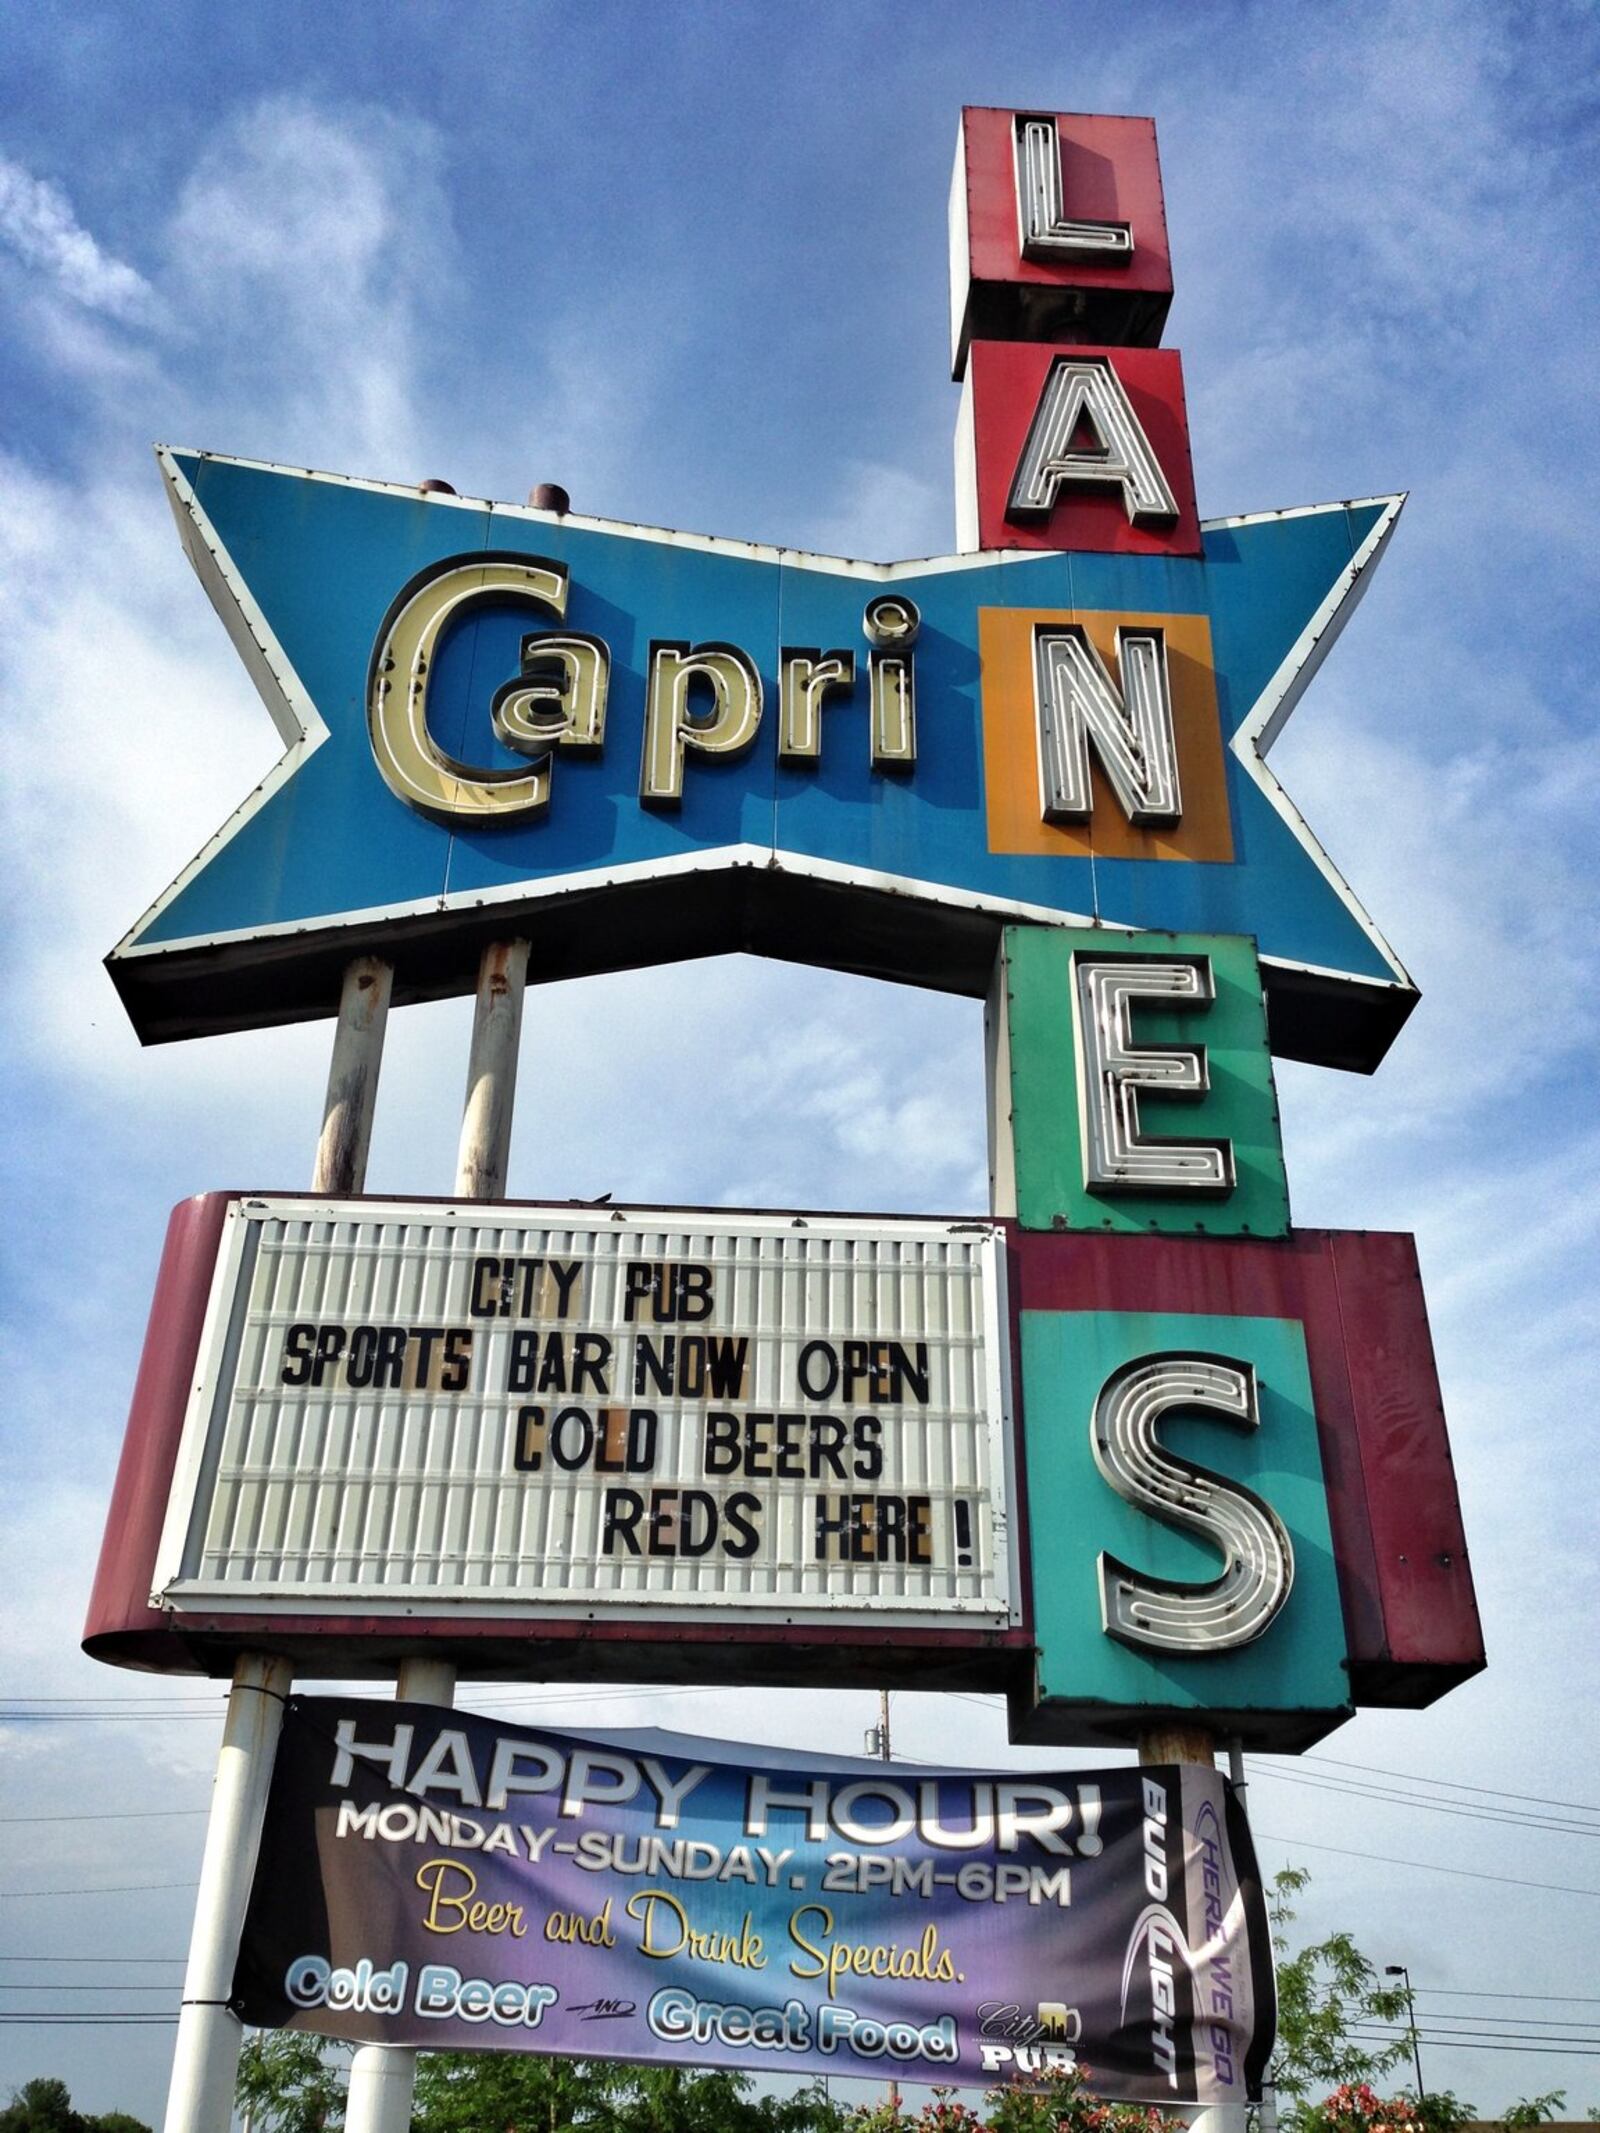 LANES
Capri
CITY PUB
SPORTS BAR NOW OPEN
COLD BEERS
REDS HERE!
HAPPY HOUR!
MONDAY-SUNDAY. 2PM-6PM
Beer and Drink Specials.
Cold Beer AND Great Food
City
PUB
BUD LIGHT
HERE WE GO